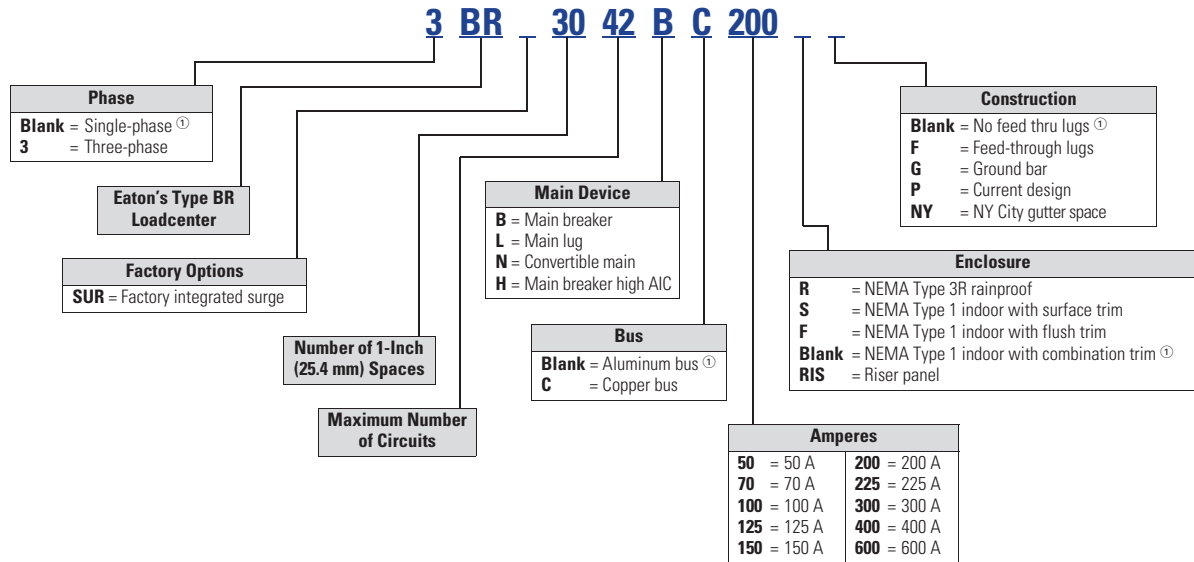 3 BR _ 30 42 B C 200 _ _
Phase
Blank = Single-phase ①
3 = Three-phase
Eaton's Type BR
Loadcenter
Factory Options
SUR = Factory integrated surge
Number of 1-Inch
(25.4 mm) Spaces
Maximum Number
of Circuits
Main Device
B = Main breaker
L = Main lug
N = Convertible main
H = Main breaker high AIC
Bus
Blank = Aluminum bus ①
C = Copper bus
Amperes
50 = 50 A 200 = 200 A
70 = 70 A 225 = 225 A
100 = 100 A 300 = 300 A
125 = 125 A 400 = 400 A
150 = 150 A 600 = 600 A
Enclosure
R = NEMA Type 3R rainproof
S = NEMA Type 1 indoor with surface trim
F = NEMA Type 1 indoor with flush trim
Blank = NEMA Type 1 indoor with combination trim ①
RIS = Riser panel
Construction
Blank = No feed thru lugs ①
F = Feed-through lugs
G = Ground bar
P = Current design
NY = NY City gutter space